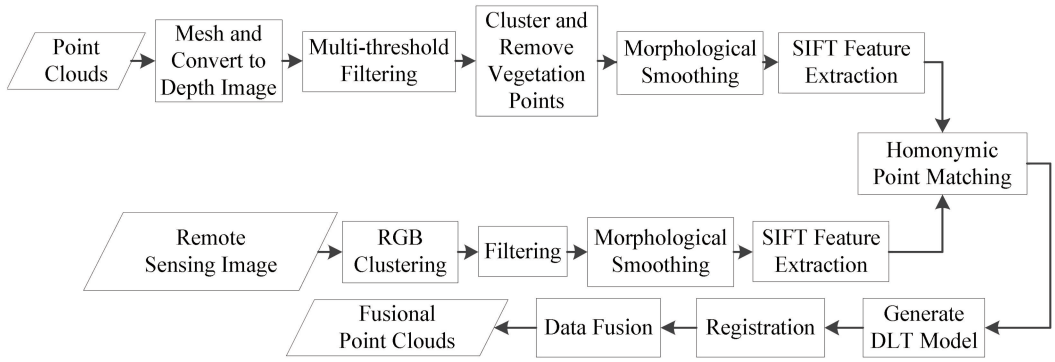 Point
Clouds
Mesh and
Convert to
Depth Image
Multi-threshold
Filtering
Cluster and
Remove
Vegetation
Points
Morphological
Smoothing
SIFT Feature
Extraction
Homonymic
Point Matching
Remote
Sensing Image
RGB
Clustering
Filtering
Morphological
Smoothing
SIFT Feature
Extraction
Fusional
Point Clouds
Data Fusion
Registration
Generate
DLT Model